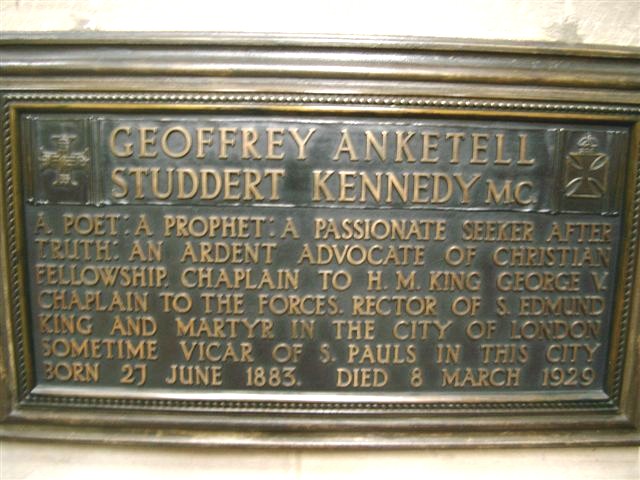 GEOFFREY ANKETELL
STUDDERT KENNEDY M.C.
A POET: A PROPHET: A PASSIONATE SEEKER AFTER
TRUTH: AN ARDENT ADVOCATE OF CHRISTIAN
FELLOWSHIP. CHAPLAIN TO H. M. KING GEORGE V
CHAPLAIN TO THE FORCES. RECTOR OF S. EDMUND
KING AND MARTYR IN THE CITY OF LONDON
SOMETIME VICAR OF S. PAULS IN THIS CITY
BORN 27 JUNE 1883. DIED 8 MARCH 1929